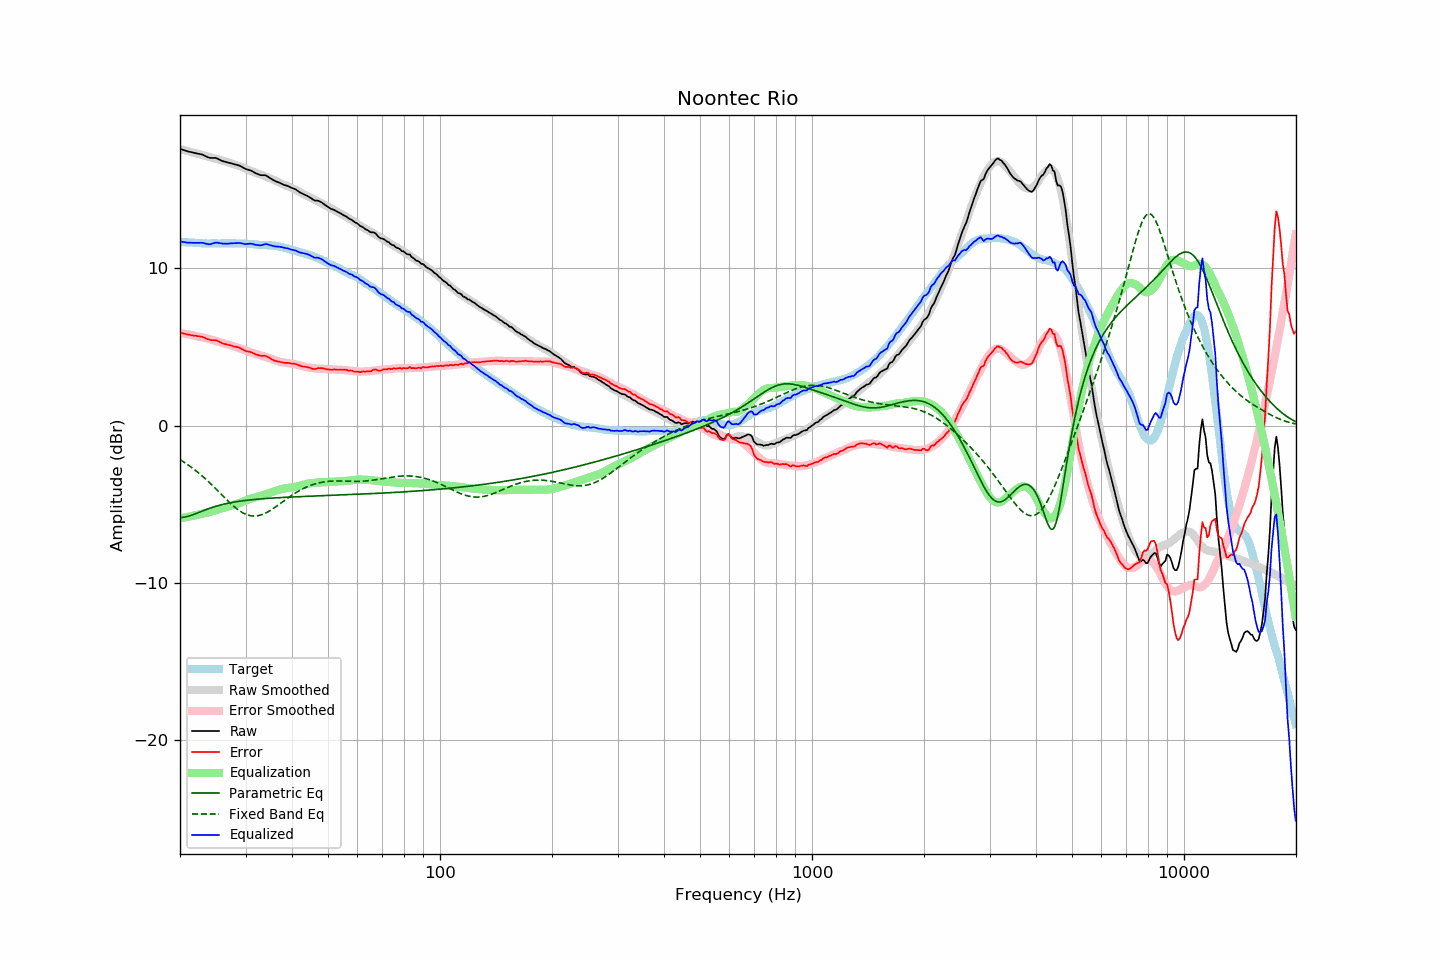 Noontec Rio
10
0
−10
−20
Amplitude (dBr)
100
1000
10000
Frequency (Hz)
Target
Raw Smoothed
Error Smoothed
Raw
Error
Equalization
Parametric Eq
Fixed Band Eq
Equalized